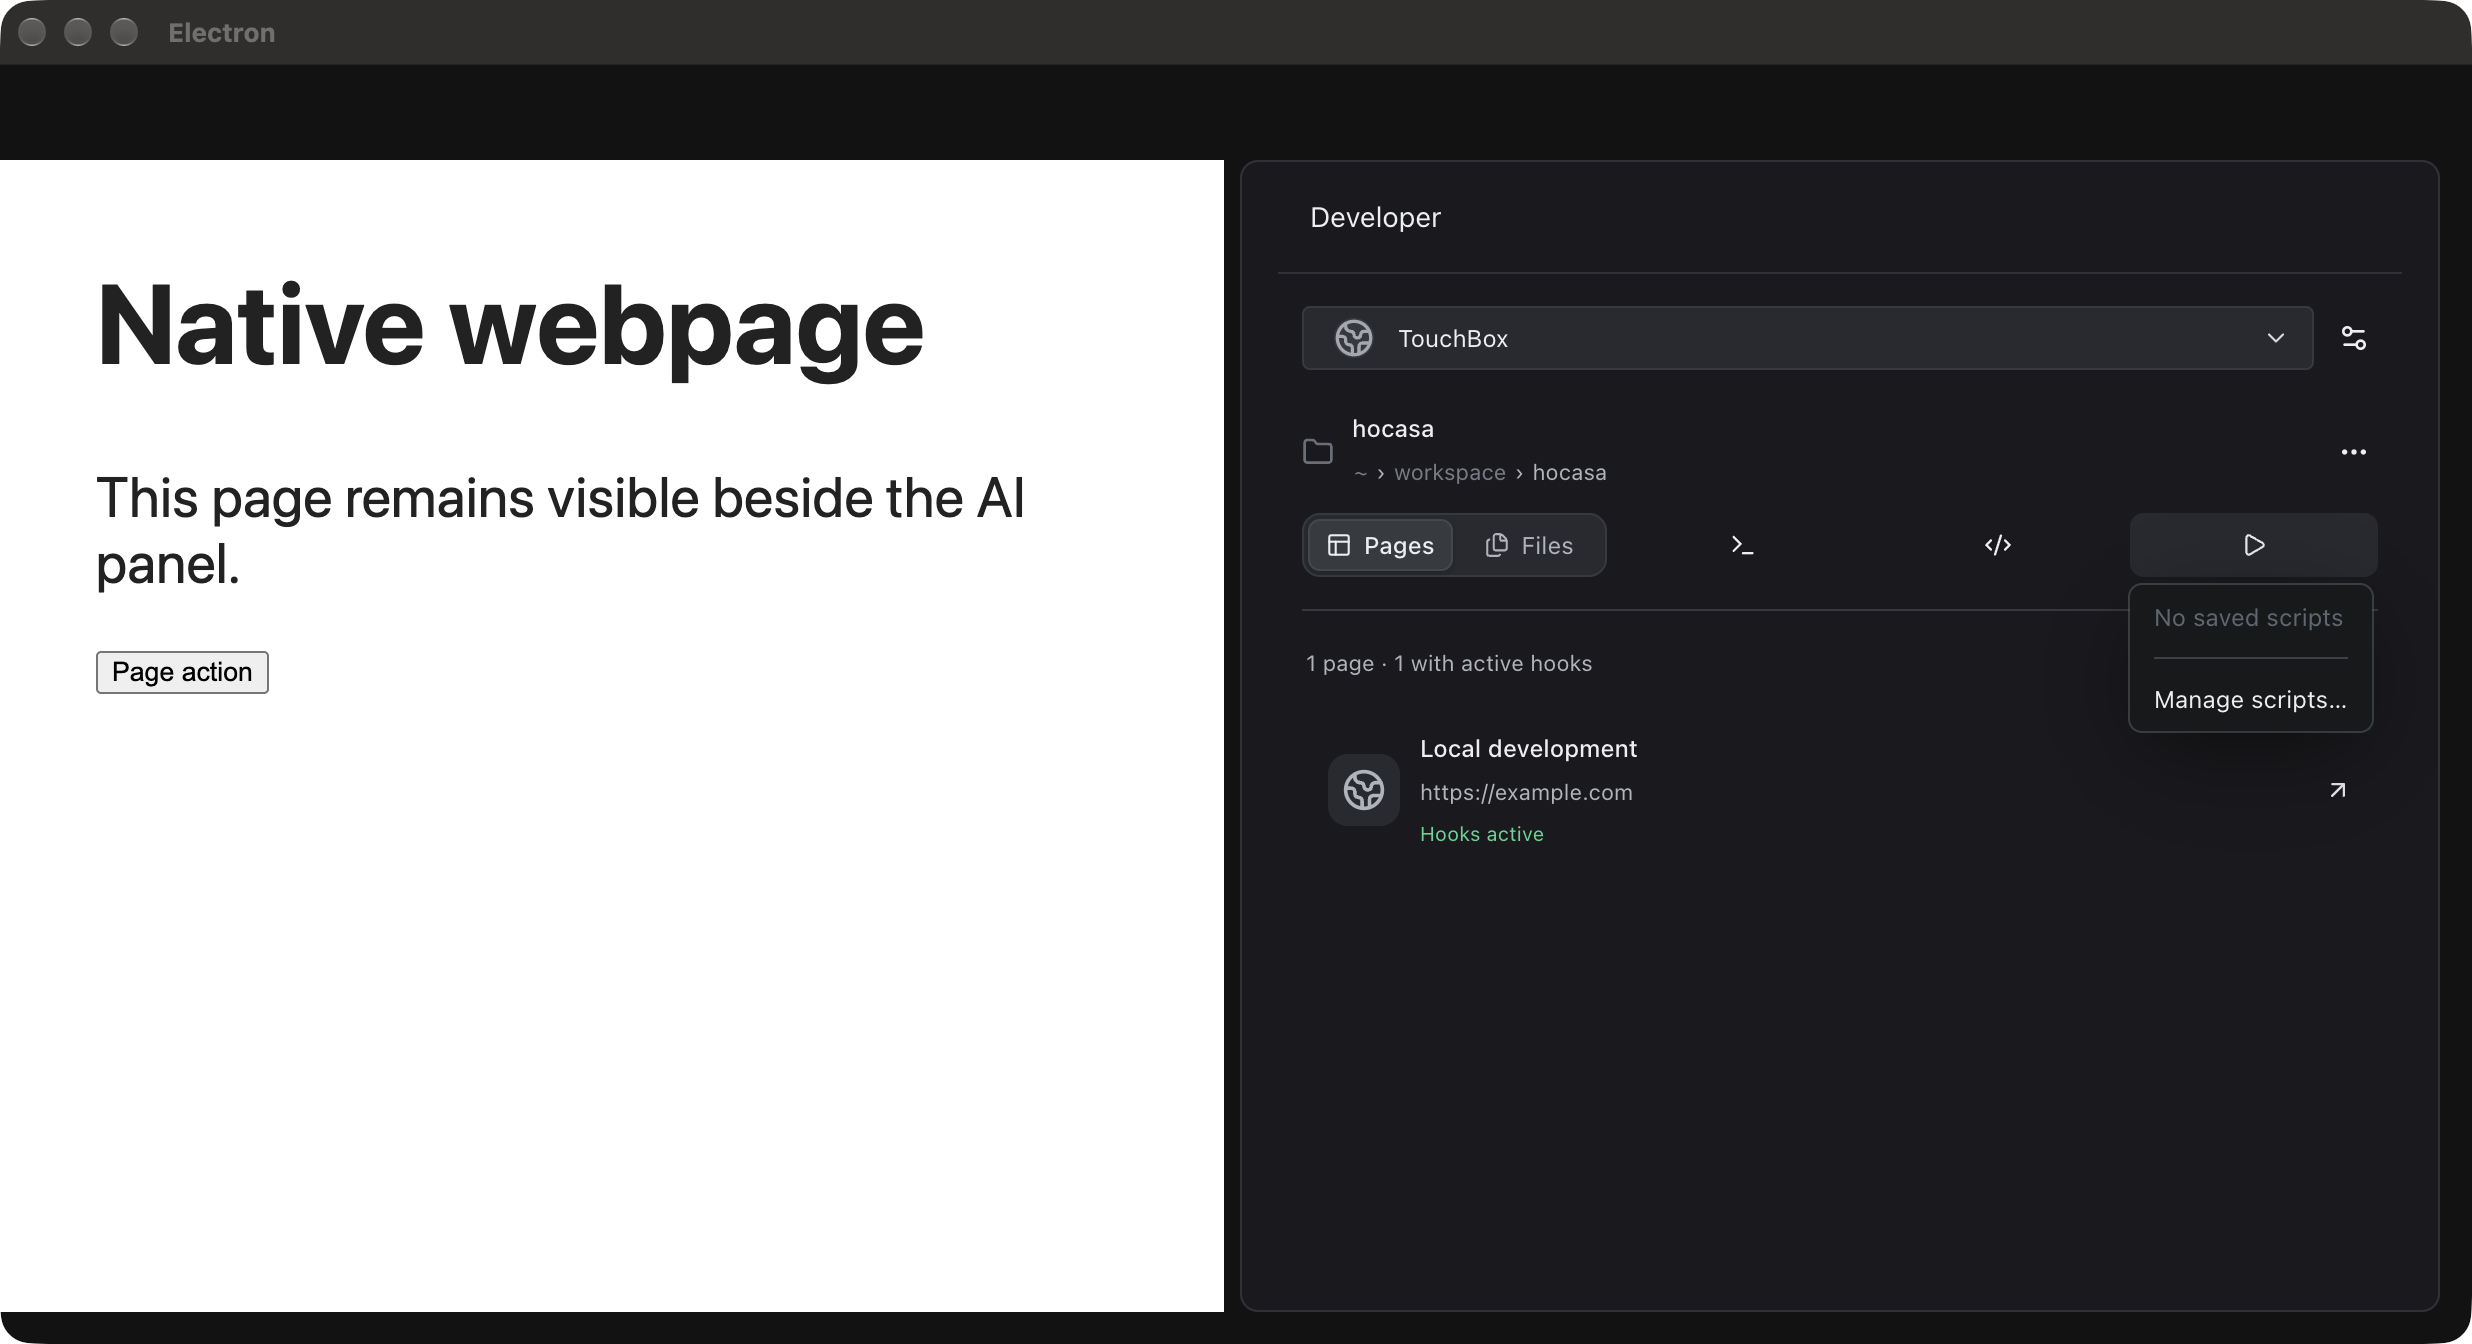 Electron
Native webpage
This page remains visible beside the AI
panel.
Page action
Developer
TouchBox
hocasa
~ › workspace › hocasa
Pages
Files
No saved scripts
Manage scripts...
1 page · 1 with active hooks
Local development
https://example.com
Hooks active